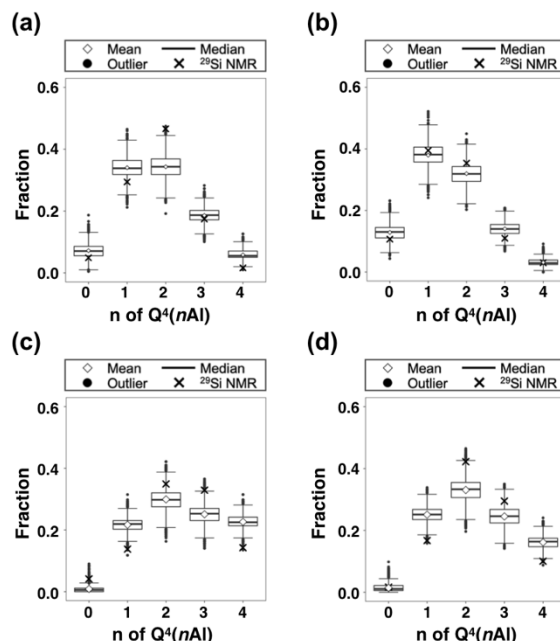 (a)
Mean
Median
Outlier
²⁹Si NMR
Fraction
0.6
0.4
0.2
0.0
0 1 2 3 4
n of Q⁴(nAl)
(b)
Mean
Median
Outlier
²⁹Si NMR
Fraction
0.6
0.4
0.2
0.0
0 1 2 3 4
n of Q⁴(nAl)
(c)
Mean
Median
Outlier
²⁹Si NMR
Fraction
0.6
0.4
0.2
0.0
0 1 2 3 4
n of Q⁴(nAl)
(d)
Mean
Median
Outlier
²⁹Si NMR
Fraction
0.6
0.4
0.2
0.0
0 1 2 3 4
n of Q⁴(nAl)